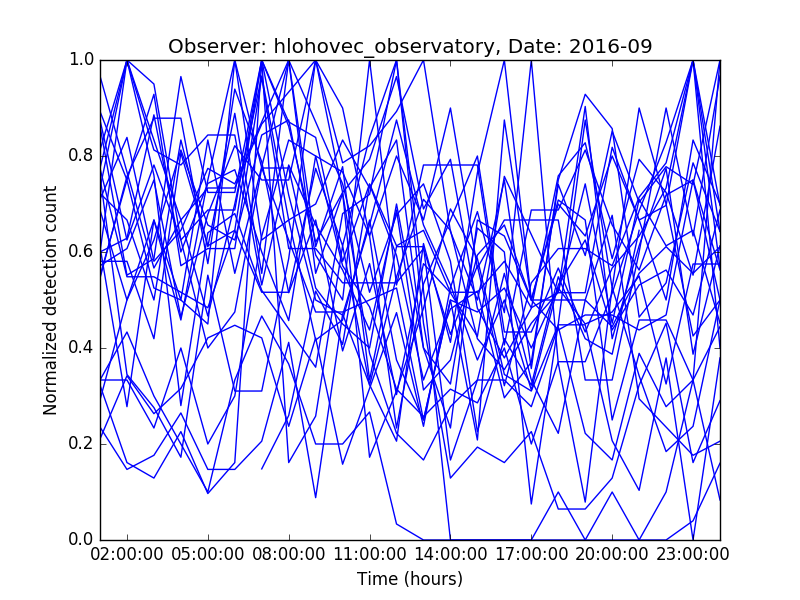 Observer: hlohovec_observatory, Date: 2016-09
1.0
0.8
0.6
0.4
0.2
0.0
Normalized detection count
02:00:00 05:00:00 08:00:00 11:00:00 14:00:00 17:00:00 20:00:00 23:00:00
Time (hours)